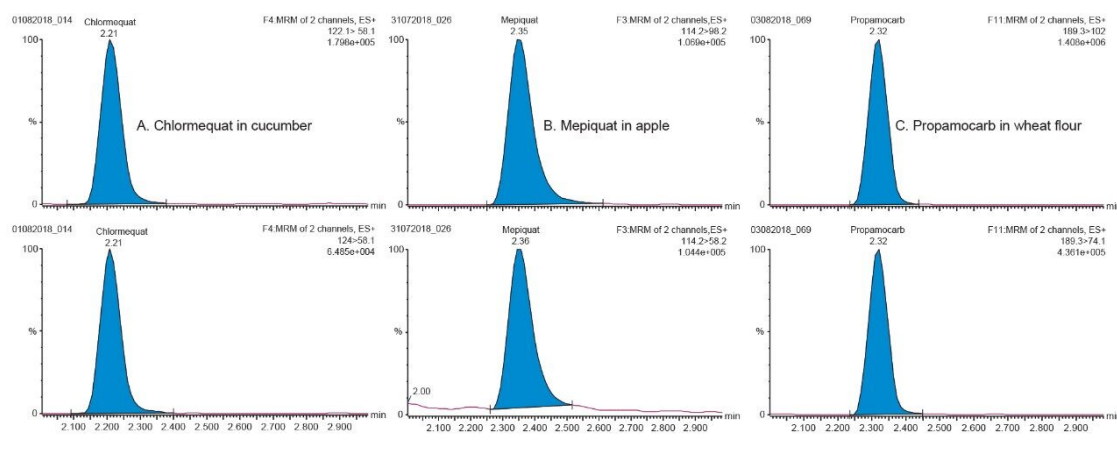 01082018_014 Chlormequat F4:MRM of 2 channels, ES+
2.21 122.1> 58.1
100 1.798e+005
% A. Chlormequat in cucumber
0 min
31072018_026 Mepiquat F3:MRM of 2 channels,ES+
2.35 114.2>98.2
100 1.069e+005
% B. Mepiquat in apple
0 min
03082018_069 Propamocarb F11:MRM of 2 channels, ES+
2.32 189.3>102
100 1.408e+006
% C. Propamocarb in wheat flour
0 min
01082018_014 Chlormequat F4:MRM of 2 channels, ES+
2.21 124>58.1
100 6.485e+004
%
0 min
2.100 2.200 2.300 2.400 2.500 2.600 2.700 2.800 2.900
31072018_026 Mepiquat F3:MRM of 2 channels, ES+
2.36 114.2>58.2
100 1.044e+005
%
2.00
0 min
2.100 2.200 2.300 2.400 2.500 2.600 2.700 2.800 2.900
03082018_069 Propamocarb F11:MRM of 2 channels, ES+
2.32 189.3>74.1
100 4.361e+005
%
0 min
2.100 2.200 2.300 2.400 2.500 2.600 2.700 2.800 2.900